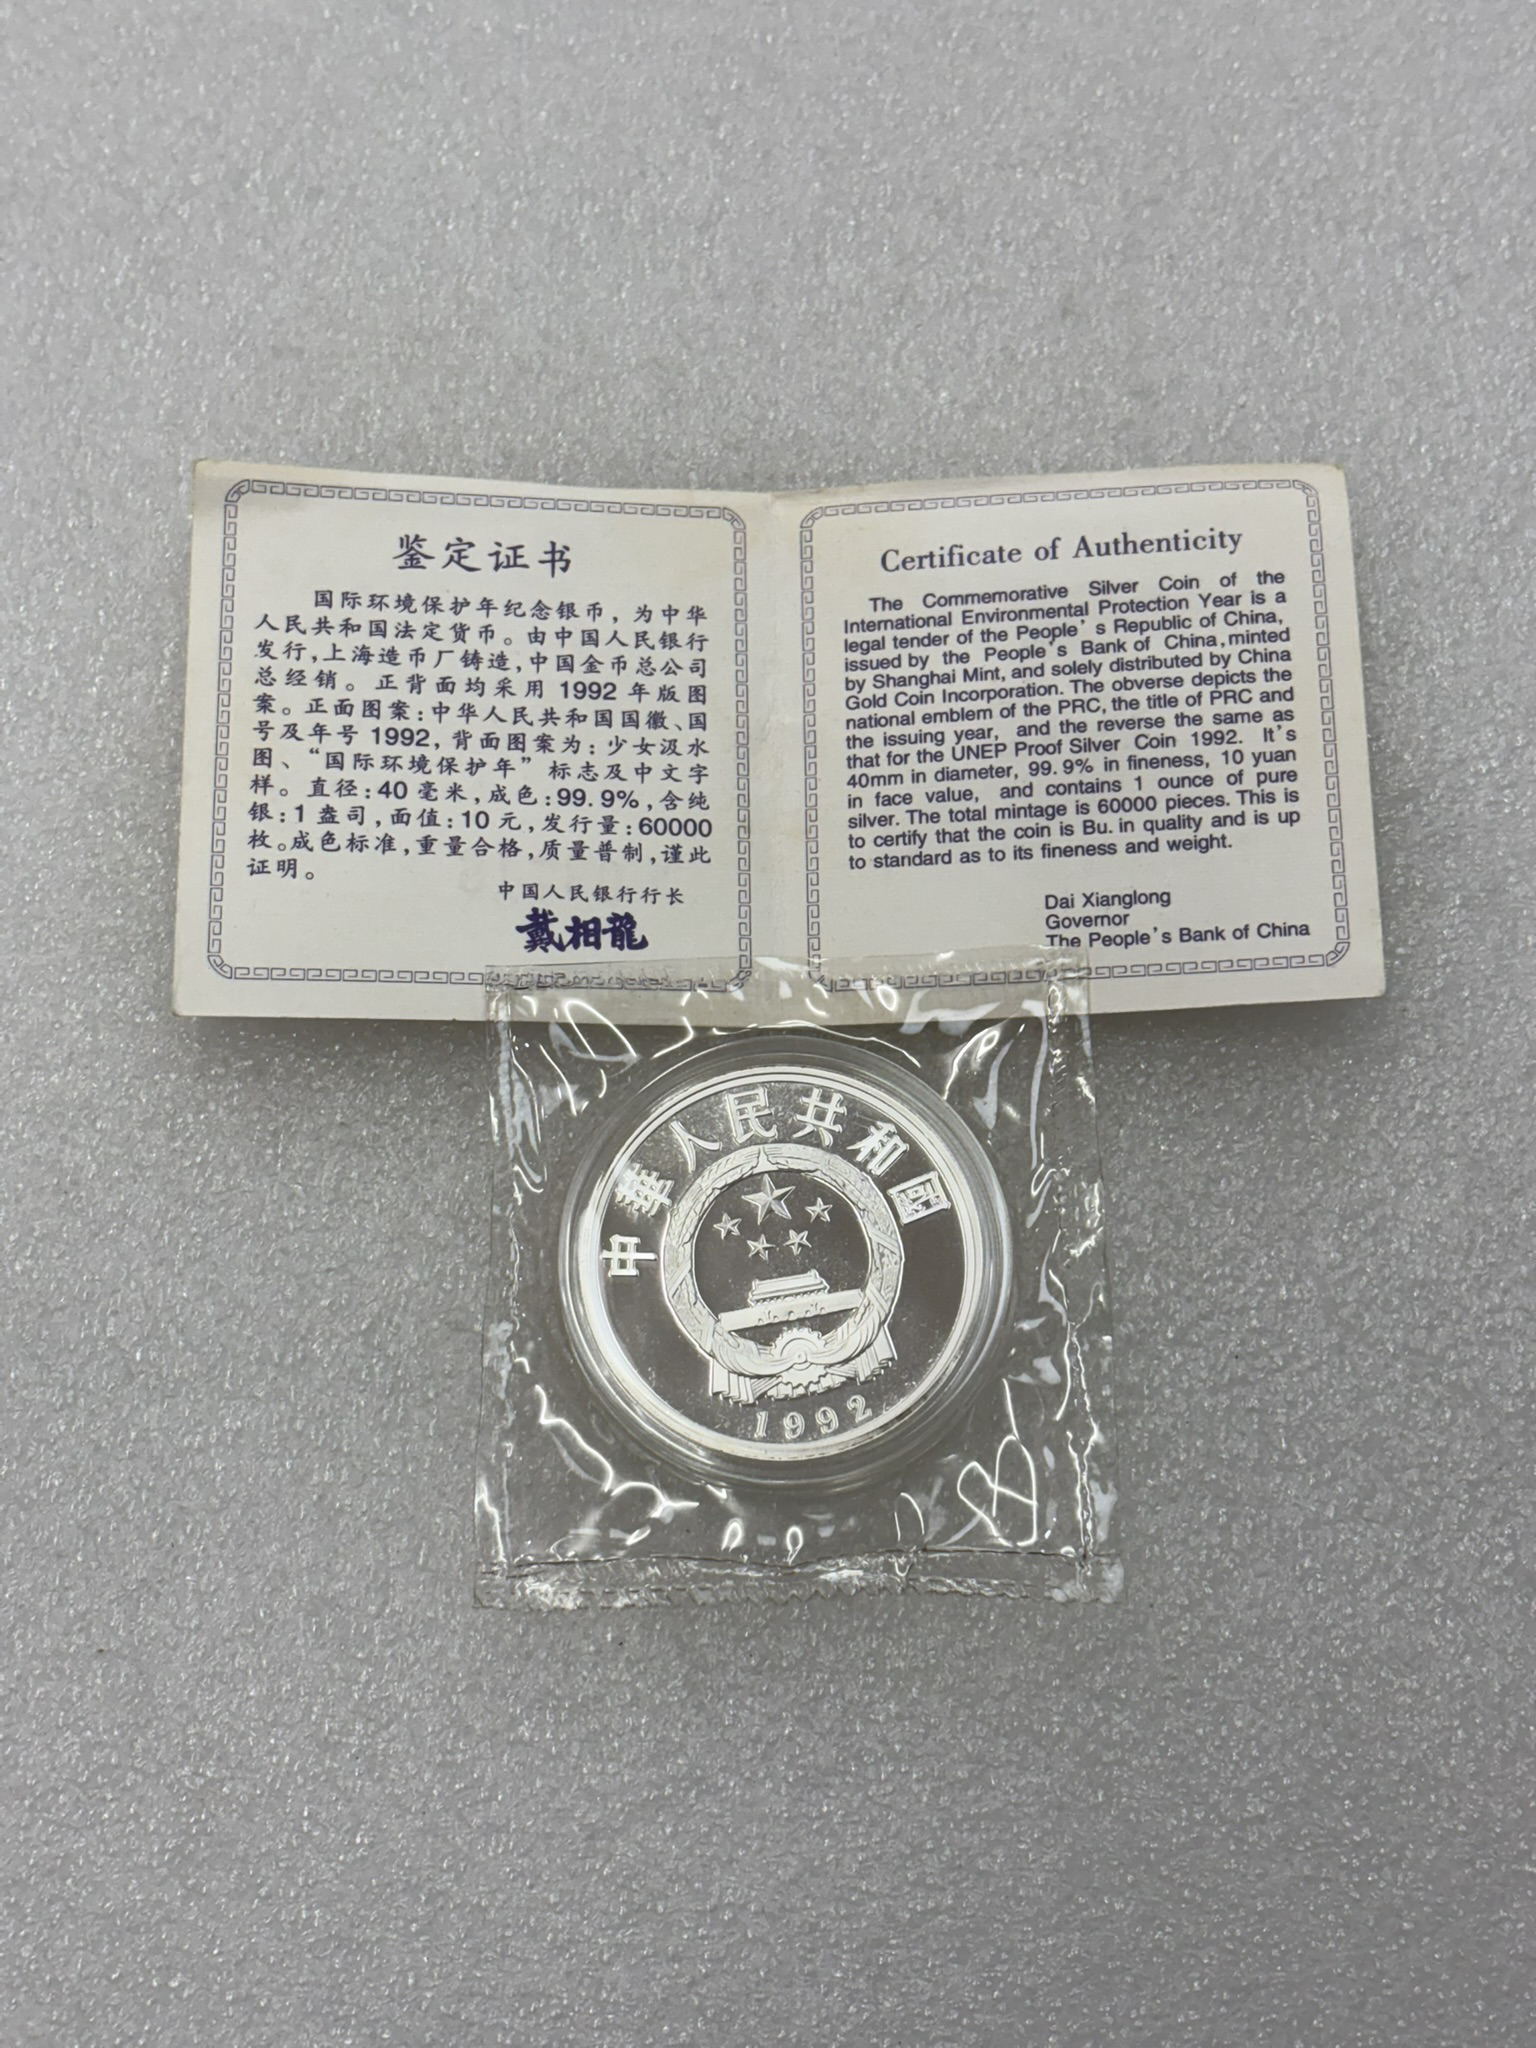 鉴定证书
国际环境保护年纪念银币，为中华
人民共和国法定货币。由中国人民银行
发行，上海造币厂铸造，中国金币总公司
总经销。正背面均采用1992年版图
案。正面图案：中华人民共和国国徽、国
号及年号1992，背面图案为：少女汲水
图、“国际环境保护年”标志及中文字
样。直径：40毫米，成色：99.9%，含纯
银：1盎司，面值：10元，发行量：60000
枚。成色标准，重量合格，质量普制，谨此
证明。
中国人民银行行长
戴相龍
Certificate of Authenticity
The Commemorative Silver Coin of the
International Environmental Protection Year is a
legal tender of the People's Republic of China,
issued by the People's Bank of China, minted
by Shanghai Mint, and solely distributed by China
Gold Coin Incorporation. The obverse depicts the
national emblem of the PRC, the title of PRC and
the issuing year, and the reverse the same as
that for the UNEP Proof Silver Coin 1992. It's
40mm in diameter, 99.9% in fineness, 10 yuan
in face value, and contains 1 ounce of pure
silver. The total mintage is 60000 pieces. This is
to certify that the coin is Bu. in quality and is up
to standard as to its fineness and weight.
Dai Xianglong
Governor
The People's Bank of China
中華人民共和國
1992